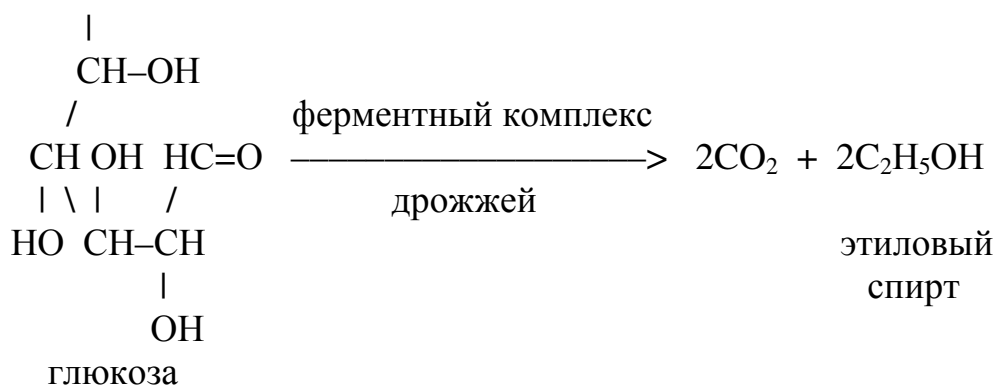 |
CH–OH
/
ферментный комплекс
CH OH HC=O ———————————> 2CO₂ + 2C₂H₅OH
| \ | / дрожжей
HO CH–CH этиловый
| спирт
OH
глюкоза